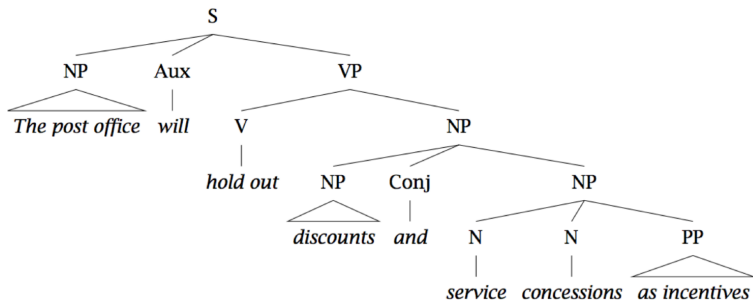 S
NP Aux VP
The post office will V NP
hold out NP Conj NP
discounts and N N PP
service concessions as incentives